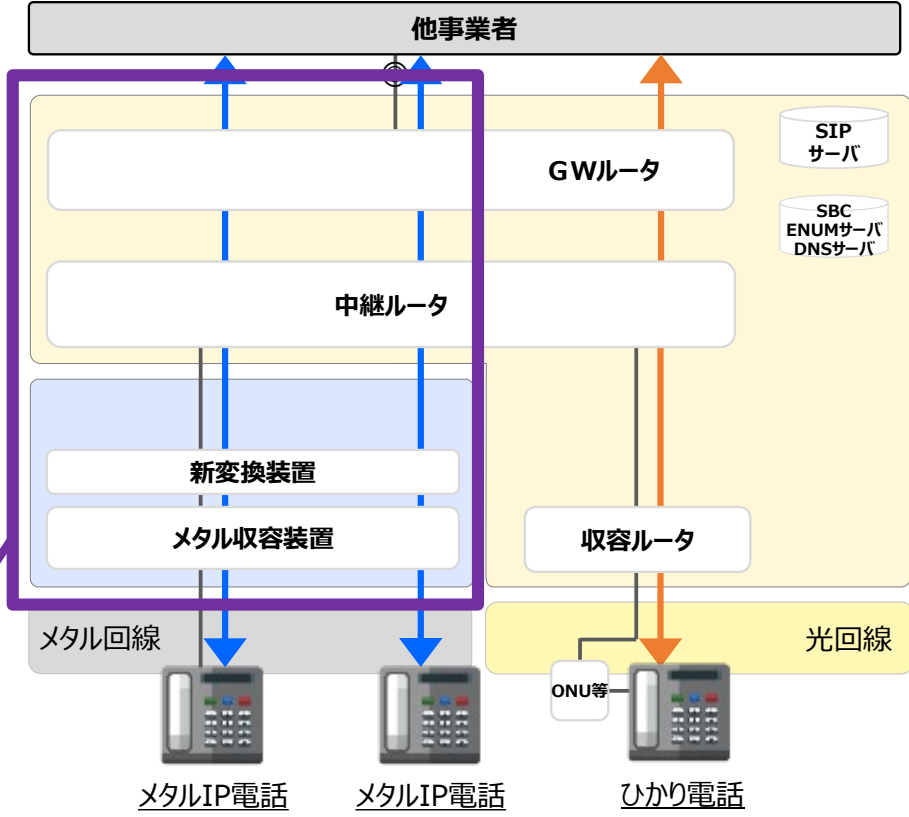 他事業者
SIP
サーバ
GWルータ
SBC
ENUMサーバ
DNSサーバ
中継ルータ
新変換装置
メタル収容装置
収容ルータ
メタル回線
光回線
ONU等
メタルIP電話
メタルIP電話
ひかり電話